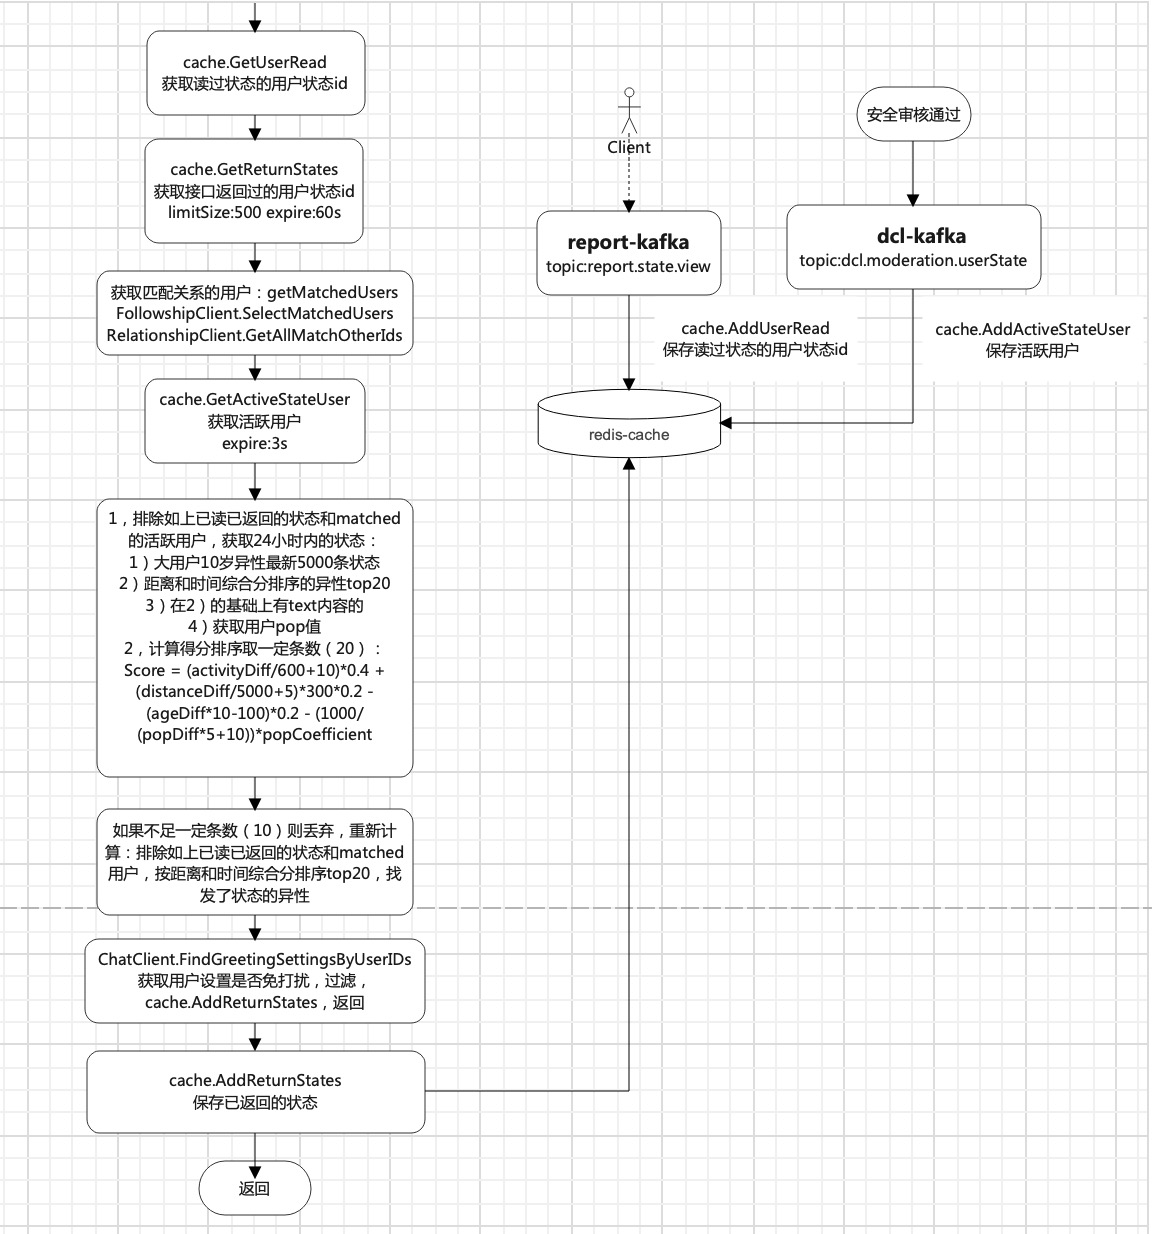 cache.GetUserRead
获取读过状态的用户状态id
cache.GetReturnStates
获取接口返回过的用户状态id
limitSize:500 expire:60s
获取匹配关系的用户：getMatchedUsers
FollowshipClient.SelectMatchedUsers
RelationshipClient.GetAllMatchOtherIds
cache.GetActiveStateUser
获取活跃用户
expire:3s
1，排除如上已读已返回的状态和matched
的活跃用户，获取24小时内的状态：
1）大用户10岁异性最新5000条状态
2）距离和时间综合分排序的异性top20
3）在2）的基础上有text内容的
4）获取用户pop值
2，计算得分排序取一定条数（20）：
Score = (activityDiff/600+10)*0.4 +
(distanceDiff/5000+5)*300*0.2 -
(ageDiff*10-100)*0.2 - (1000/
(popDiff*5+10))*popCoefficient
如果不足一定条数（10）则丢弃，重新计
算：排除如上已读已返回的状态和matched
用户，按距离和时间综合分排序top20，找
发了状态的异性
ChatClient.FindGreetingSettingsByUserIDs
获取用户设置是否免打扰，过滤，
cache.AddReturnStates，返回
cache.AddReturnStates
保存已返回的状态
返回
Client
report-kafka
topic:report.state.view
cache.AddUserRead
保存读过状态的用户状态id
redis-cache
安全审核通过
dcl-kafka
topic:dcl.moderation.userState
cache.AddActiveStateUser
保存活跃用户